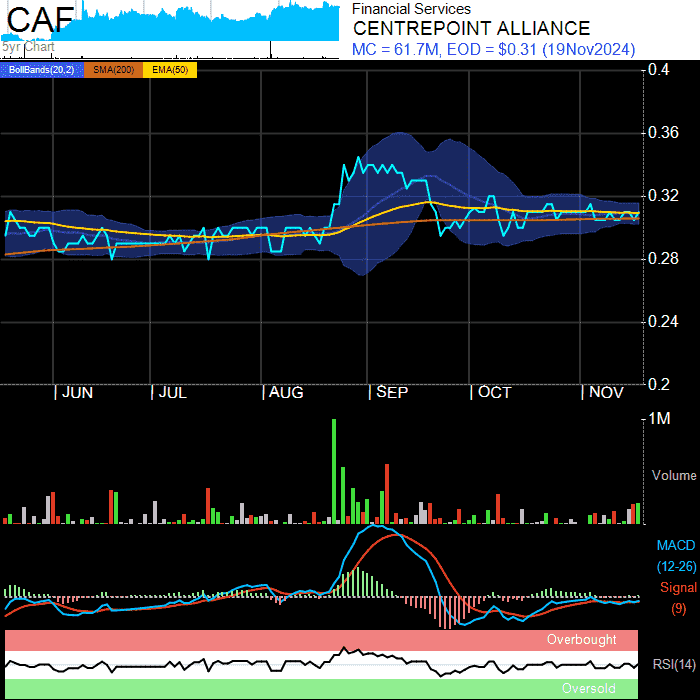 CAF
5yr Chart
Financial Services
CENTREPOINT ALLIANCE
MC = 61.7M, EOD = $0.31 (19Nov2024)
BollBands(20,2) SMA(200) EMA(50)
0.4
0.36
0.32
0.28
0.24
0.2
| JUN | JUL | AUG | SEP | OCT | NOV
1M
Volume
MACD
(12-26)
Signal
(9)
Overbought
RSI(14)
Oversold